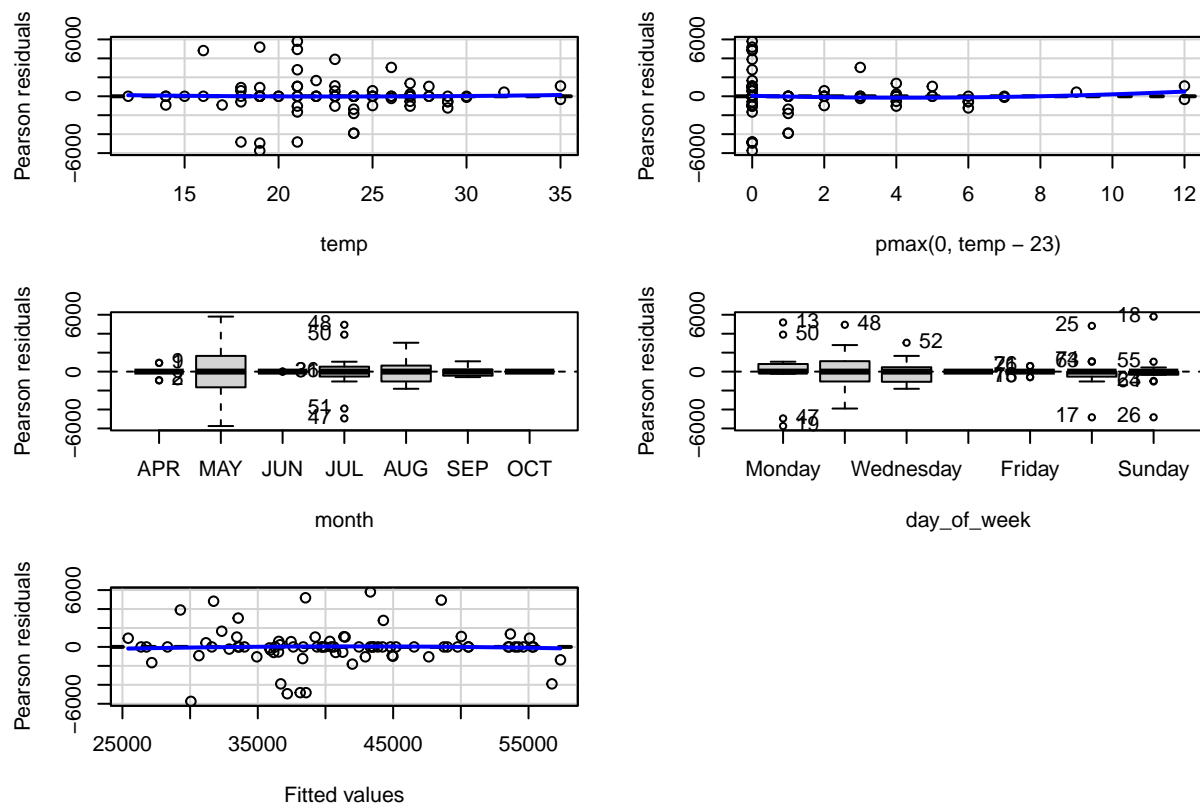 Pearson residuals
6000
0
−6000
15 20 25 30 35
temp
Pearson residuals
6000
0
−6000
0 2 4 6 8 10 12
pmax(0, temp − 23)
Pearson residuals
6000
0
−6000
48
50
51
47
APR MAY JUN JUL AUG SEP OCT
month
Pearson residuals
6000
0
−6000
13
50
47
19
48
52
25
17
18
55
26
Monday Wednesday Friday Sunday
day_of_week
Pearson residuals
6000
0
−6000
25000 35000 45000 55000
Fitted values